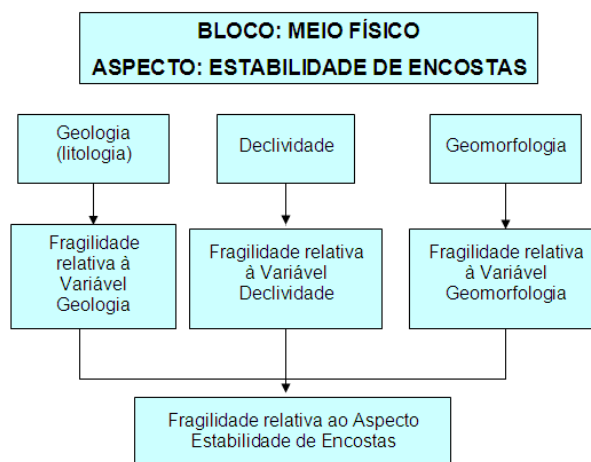 BLOCO: MEIO FÍSICO
ASPECTO: ESTABILIDADE DE ENCOSTAS
Geologia
(litologia)
Declividade
Geomorfologia
Fragilidade
relativa à
Variável
Geologia
Fragilidade relativa
à Variável
Declividade
Fragilidade relativa
à Variável
Geomorfologia
Fragilidade relativa ao Aspecto
Estabilidade de Encostas